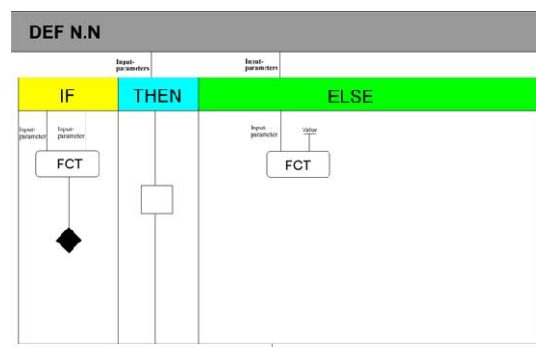 DEF N.N
Input-
parameters
Input-
parameters
IF
THEN
ELSE
Input-
parameter
Input-
parameter
Input
parameter
Value
FCT
FCT